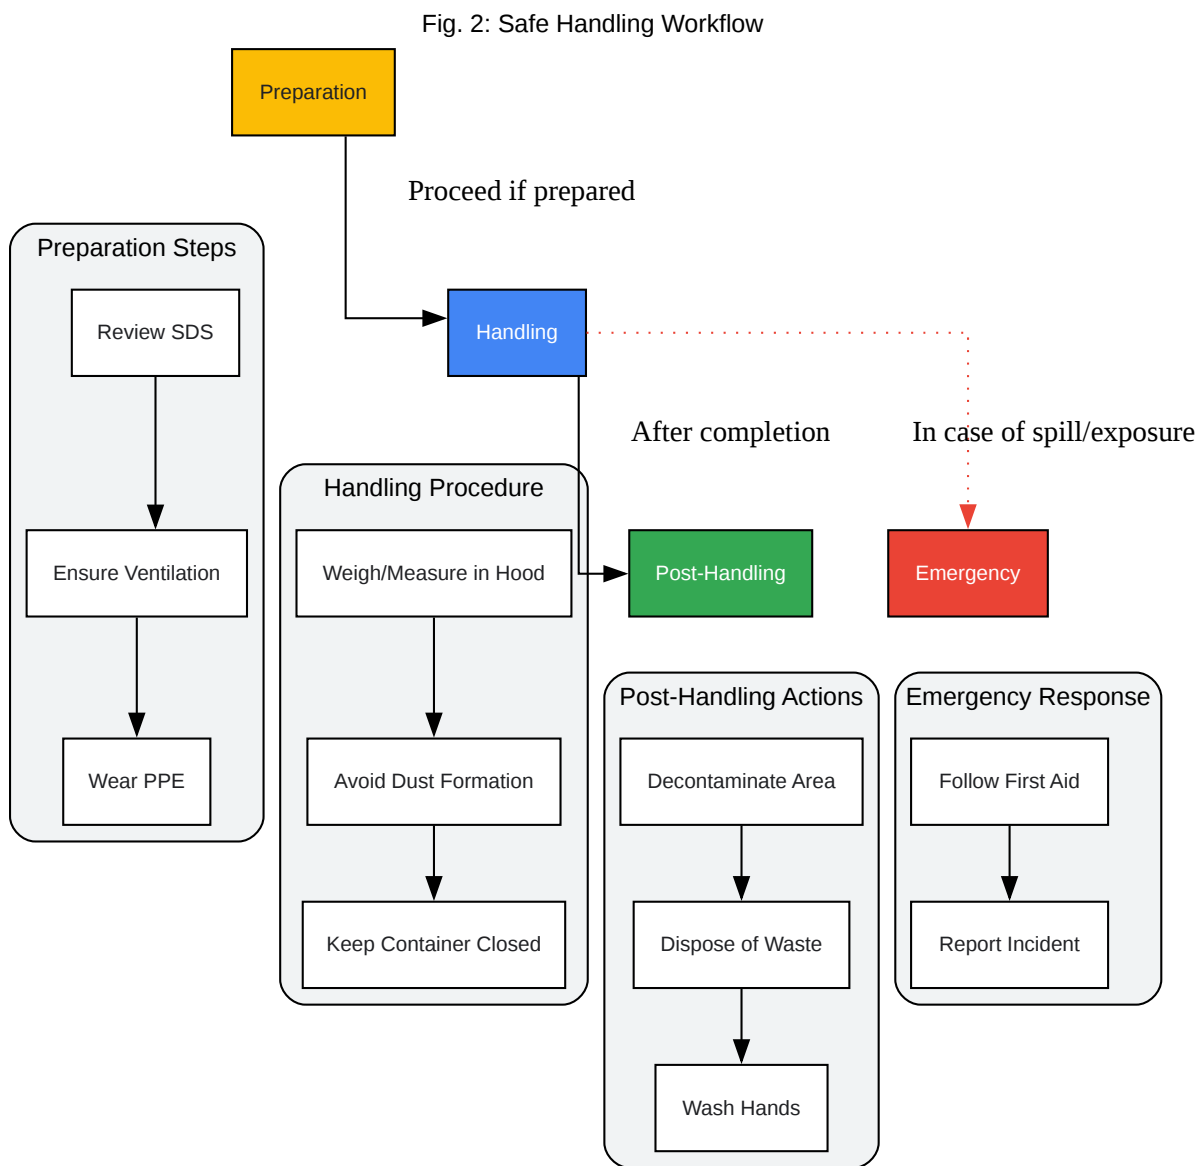 Fig. 2: Safe Handling Workflow
Preparation
Proceed if prepared
Preparation Steps
Review SDS
Handling
After completion
In case of spill/exposure
Handling Procedure
Ensure Ventilation
Weigh/Measure in Hood
Post-Handling
Emergency
Post-Handling Actions
Emergency Response
Wear PPE
Avoid Dust Formation
Decontaminate Area
Follow First Aid
Keep Container Closed
Dispose of Waste
Report Incident
Wash Hands